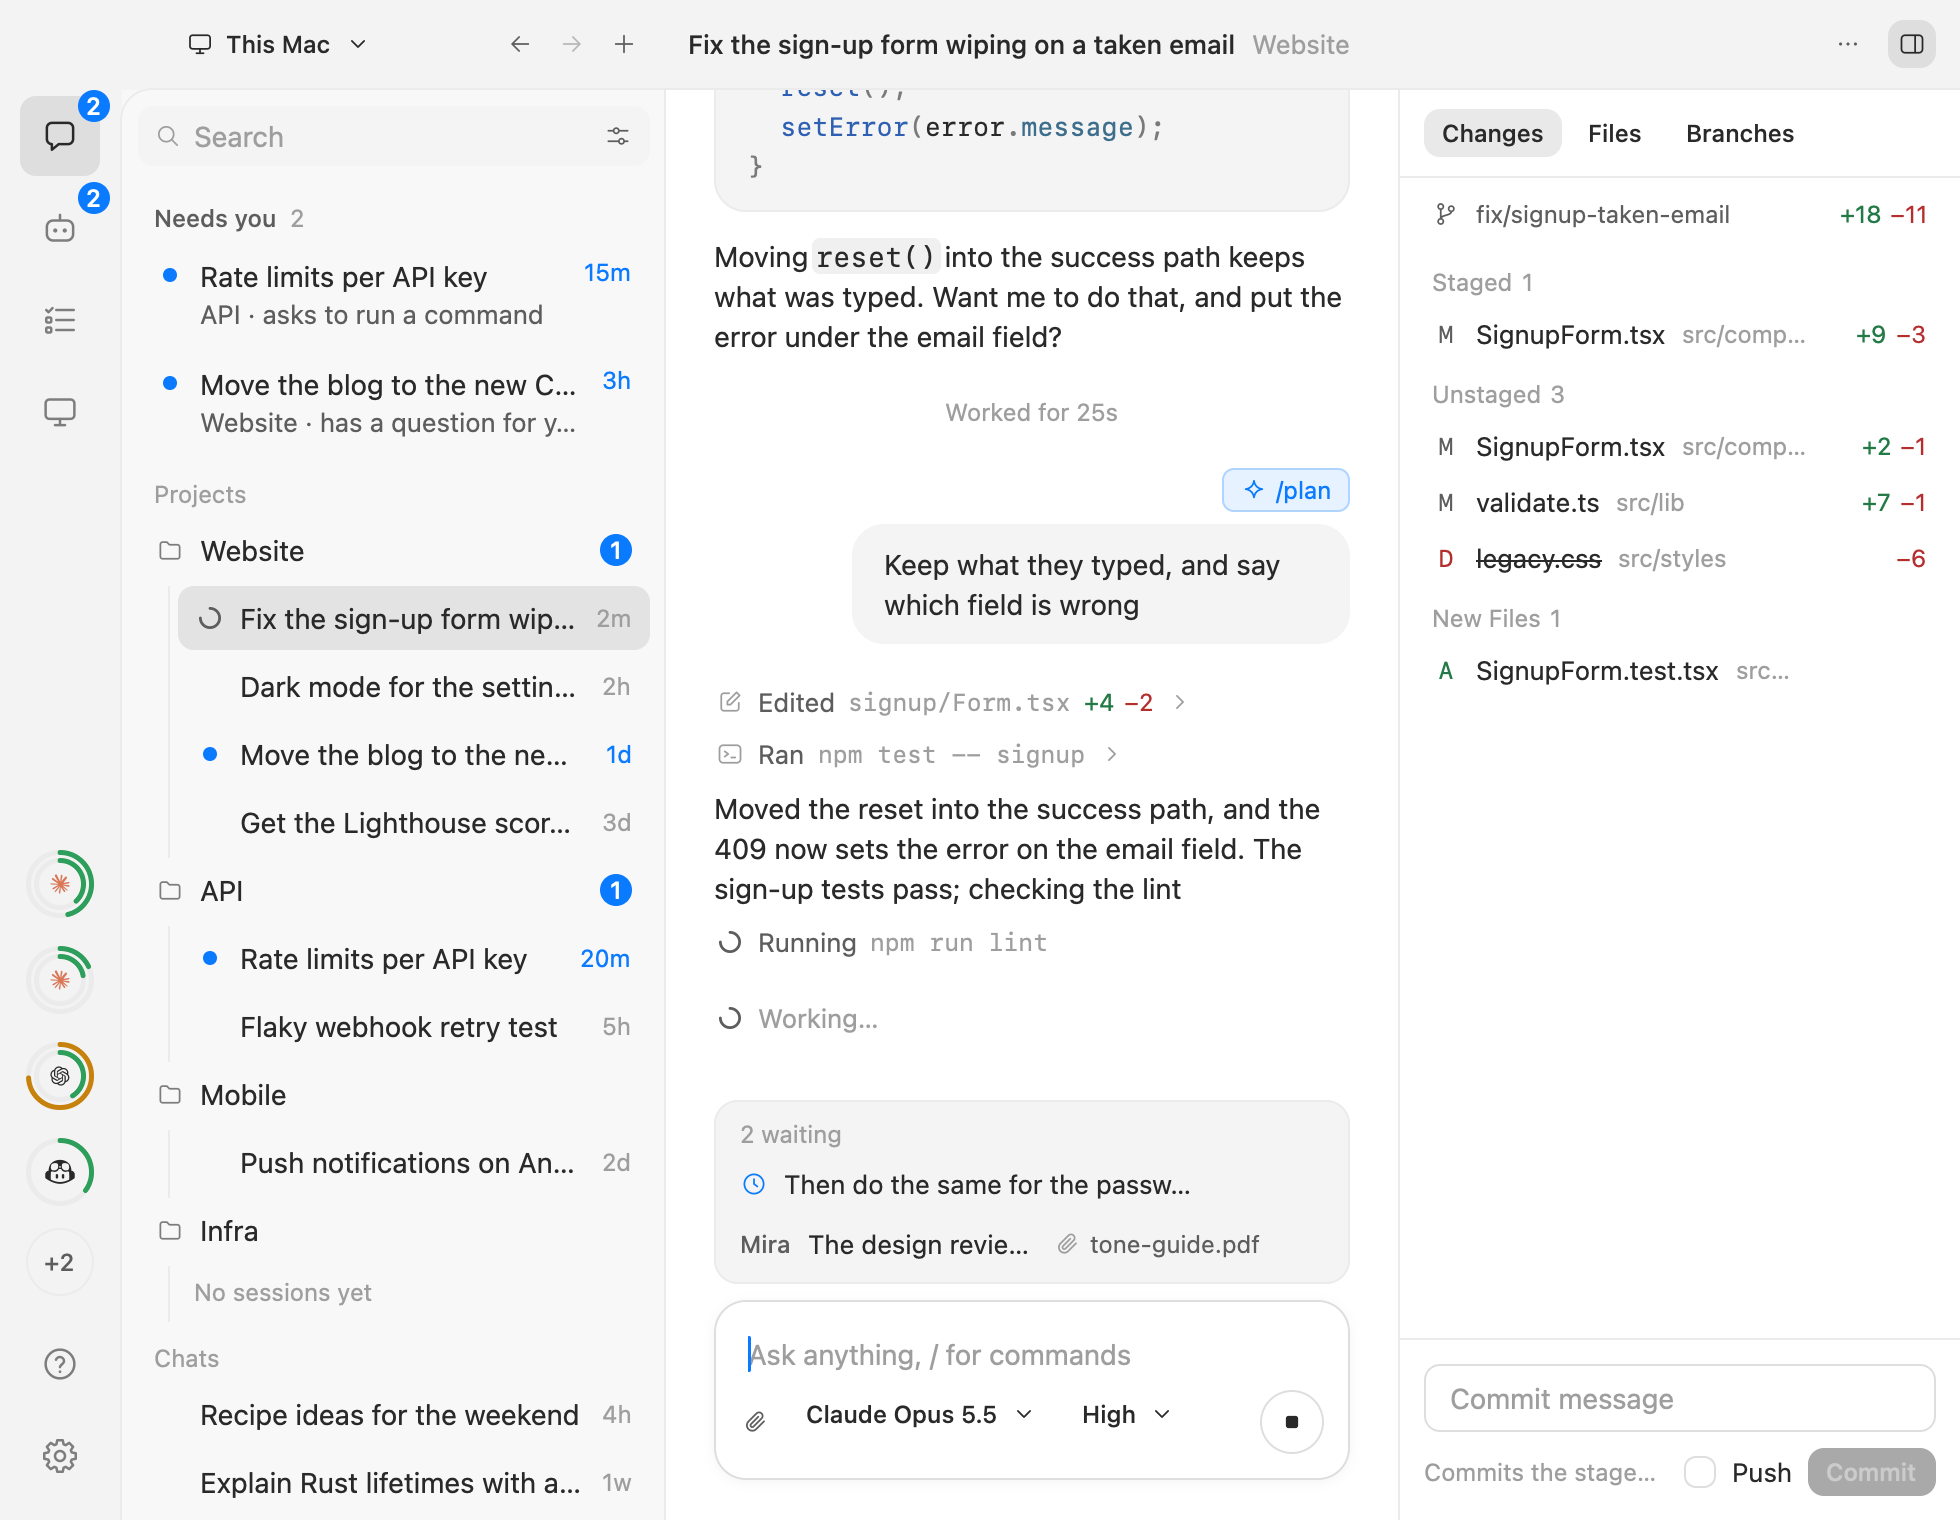 This Mac
Fix the sign-up form wiping on a taken email Website
2
2
+2
Search
Needs you 2
Rate limits per API key 15m
API · asks to run a command
Move the blog to the new C... 3h
Website · has a question for y...
Projects
Website 1
Fix the sign-up form wip... 2m
Dark mode for the settin... 2h
Move the blog to the ne... 1d
Get the Lighthouse scor... 3d
API 1
Rate limits per API key 20m
Flaky webhook retry test 5h
Mobile
Push notifications on An... 2d
Infra
No sessions yet
Chats
Recipe ideas for the weekend 4h
Explain Rust lifetimes with a... 1w
reset();
setError(error.message);
}
Moving reset() into the success path keeps
what was typed. Want me to do that, and put the
error under the email field?
Worked for 25s
/plan
Keep what they typed, and say
which field is wrong
Edited signup/Form.tsx +4 −2
Ran npm test -- signup
Moved the reset into the success path, and the
409 now sets the error on the email field. The
sign-up tests pass; checking the lint
Running npm run lint
Working...
2 waiting
Then do the same for the passw...
Mira The design revie... tone-guide.pdf
Ask anything, / for commands
Claude Opus 5.5 High
Changes Files Branches
fix/signup-taken-email +18 −11
Staged 1
M SignupForm.tsx src/comp... +9 −3
Unstaged 3
M SignupForm.tsx src/comp... +2 −1
M validate.ts src/lib +7 −1
D legacy.css src/styles −6
New Files 1
A SignupForm.test.tsx src...
Commit message
Commits the stage... Push Commit